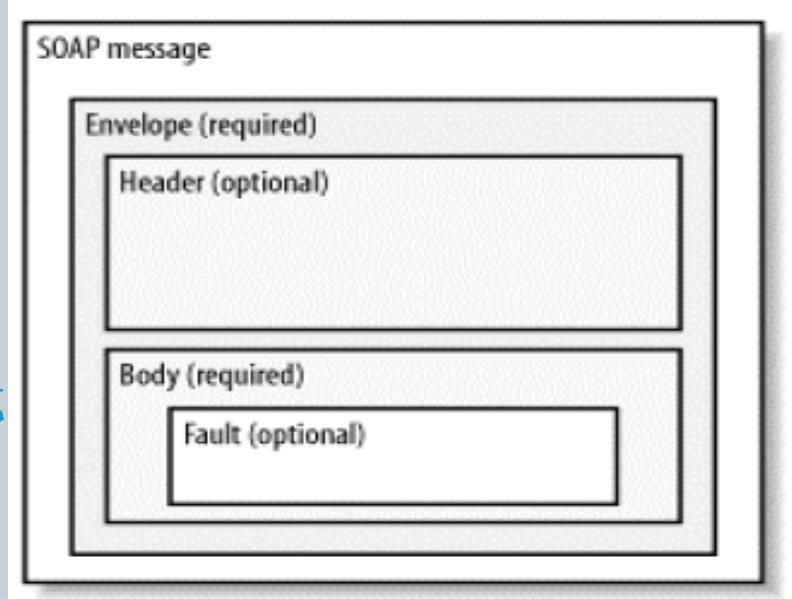 SOAP message
Envelope (required)
Header (optional)
Body (required)
Fault (optional)